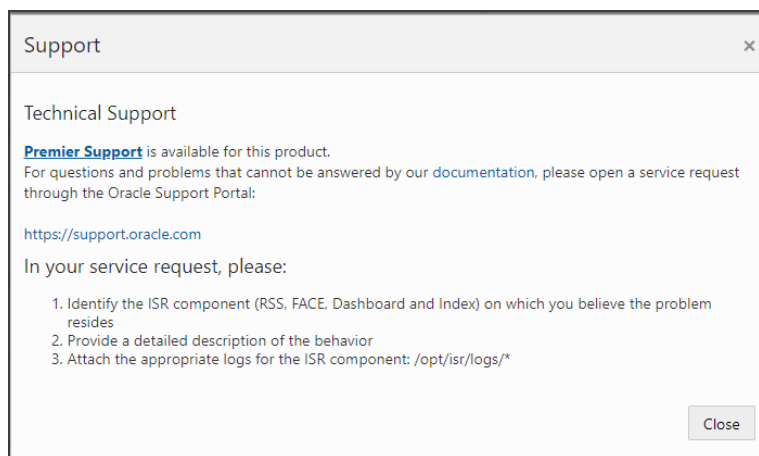 Support
×
Technical Support
Premier Support is available for this product.
For questions and problems that cannot be answered by our documentation, please open a service request
through the Oracle Support Portal:
https://support.oracle.com
In your service request, please:
1. Identify the ISR component (RSS, FACE, Dashboard and Index) on which you believe the problem
resides
2. Provide a detailed description of the behavior
3. Attach the appropriate logs for the ISR component: /opt/isr/logs/*
Close